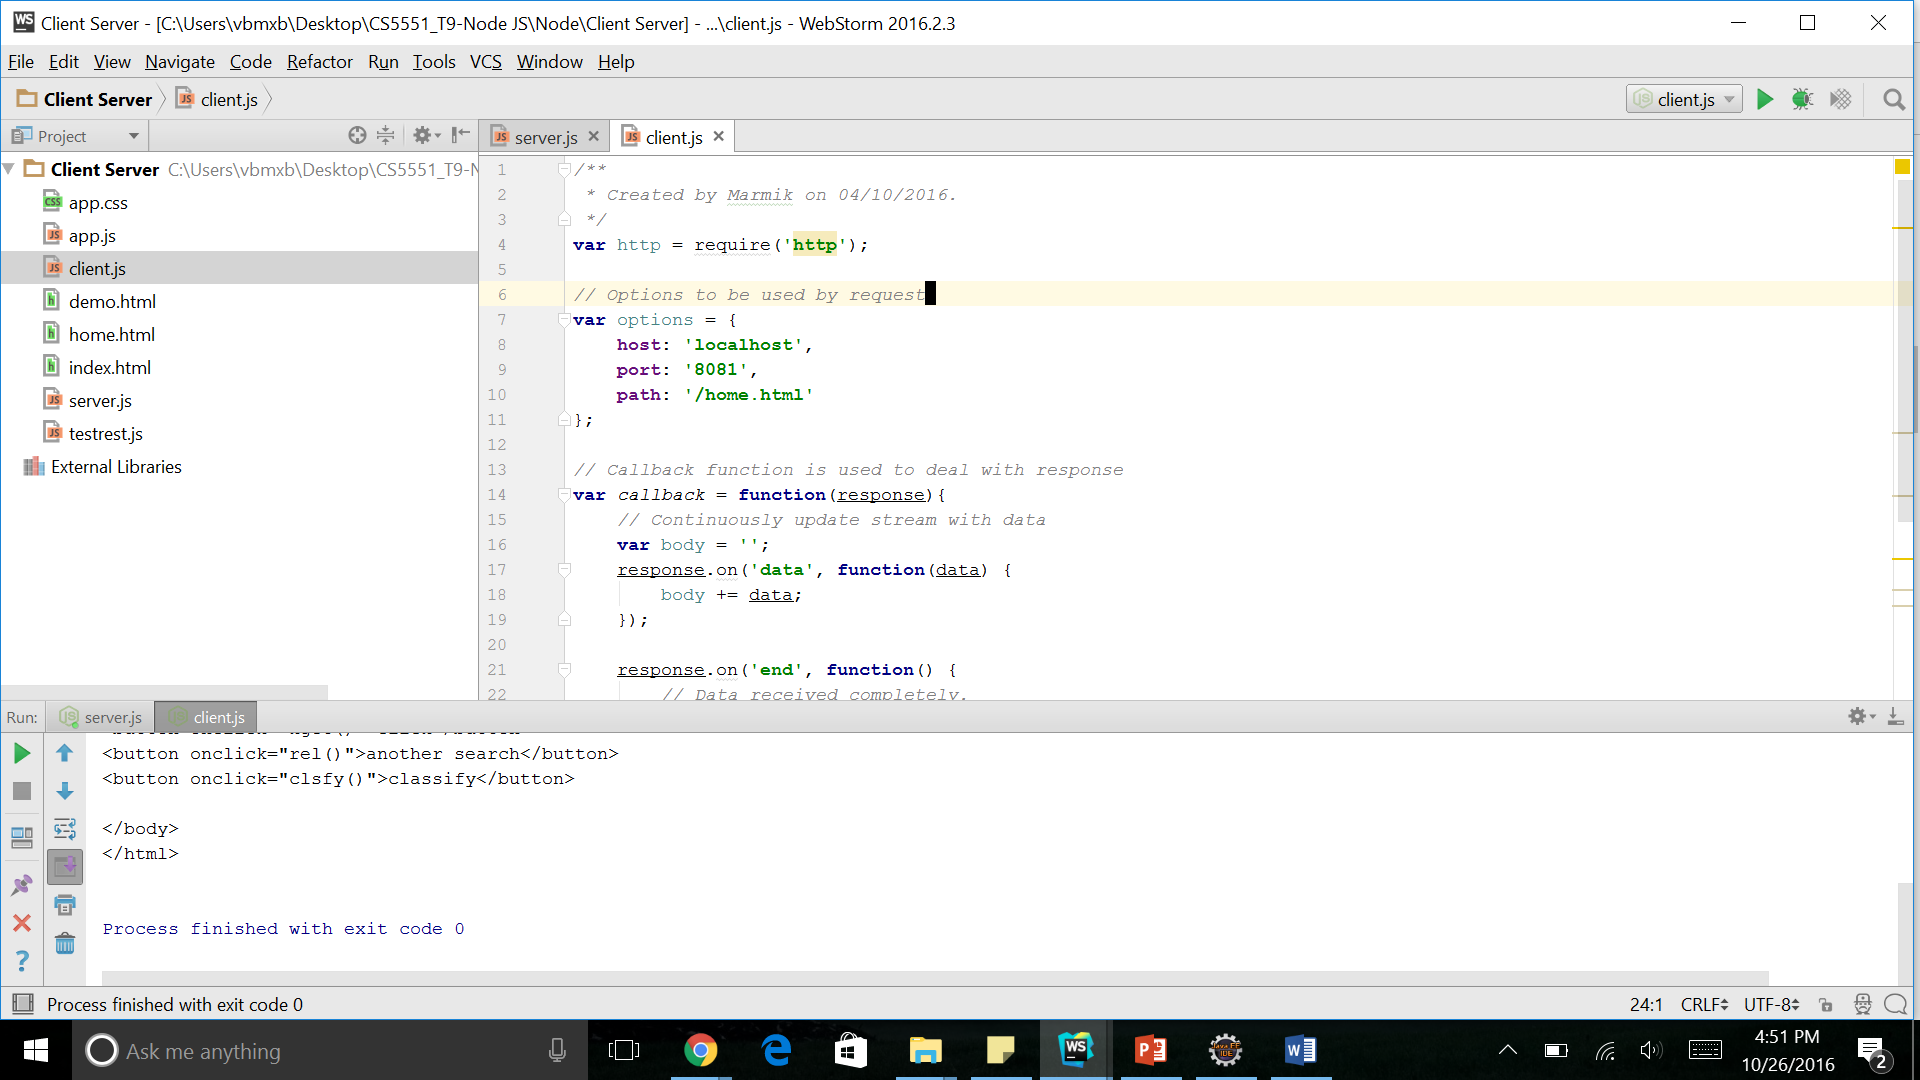 WS Client Server - [C:\Users\vbmxb\Desktop\CS5551_T9-Node JS\Node\Client Server] - ...\client.js - WebStorm 2016.2.3
File Edit View Navigate Code Refactor Run Tools VCS Window Help
Client Server client.js client.js
Project server.js client.js
Client Server C:\Users\vbmxb\Desktop\CS5551_T9-N
app.css
app.js
client.js
demo.html
home.html
index.html
server.js
testrest.js
External Libraries
1 /**
2 * Created by Marmik on 04/10/2016.
3 */
4 var http = require('http');
5
6 // Options to be used by request
7 var options = {
8 host: 'localhost',
9 port: '8081',
10 path: '/home.html'
11 };
12
13 // Callback function is used to deal with response
14 var callback = function(response){
15 // Continuously update stream with data
16 var body = '';
17 response.on('data', function(data) {
18 body += data;
19 });
20
21 response.on('end', function() {
22 // Data received completely.
Run: server.js client.js
<button onclick="rel()">another search</button>
<button onclick="clsfy()">classify</button>
</body>
</html>
Process finished with exit code 0
Process finished with exit code 0 24:1 CRLF UTF-8
Ask me anything
4:51 PM
10/26/2016
2